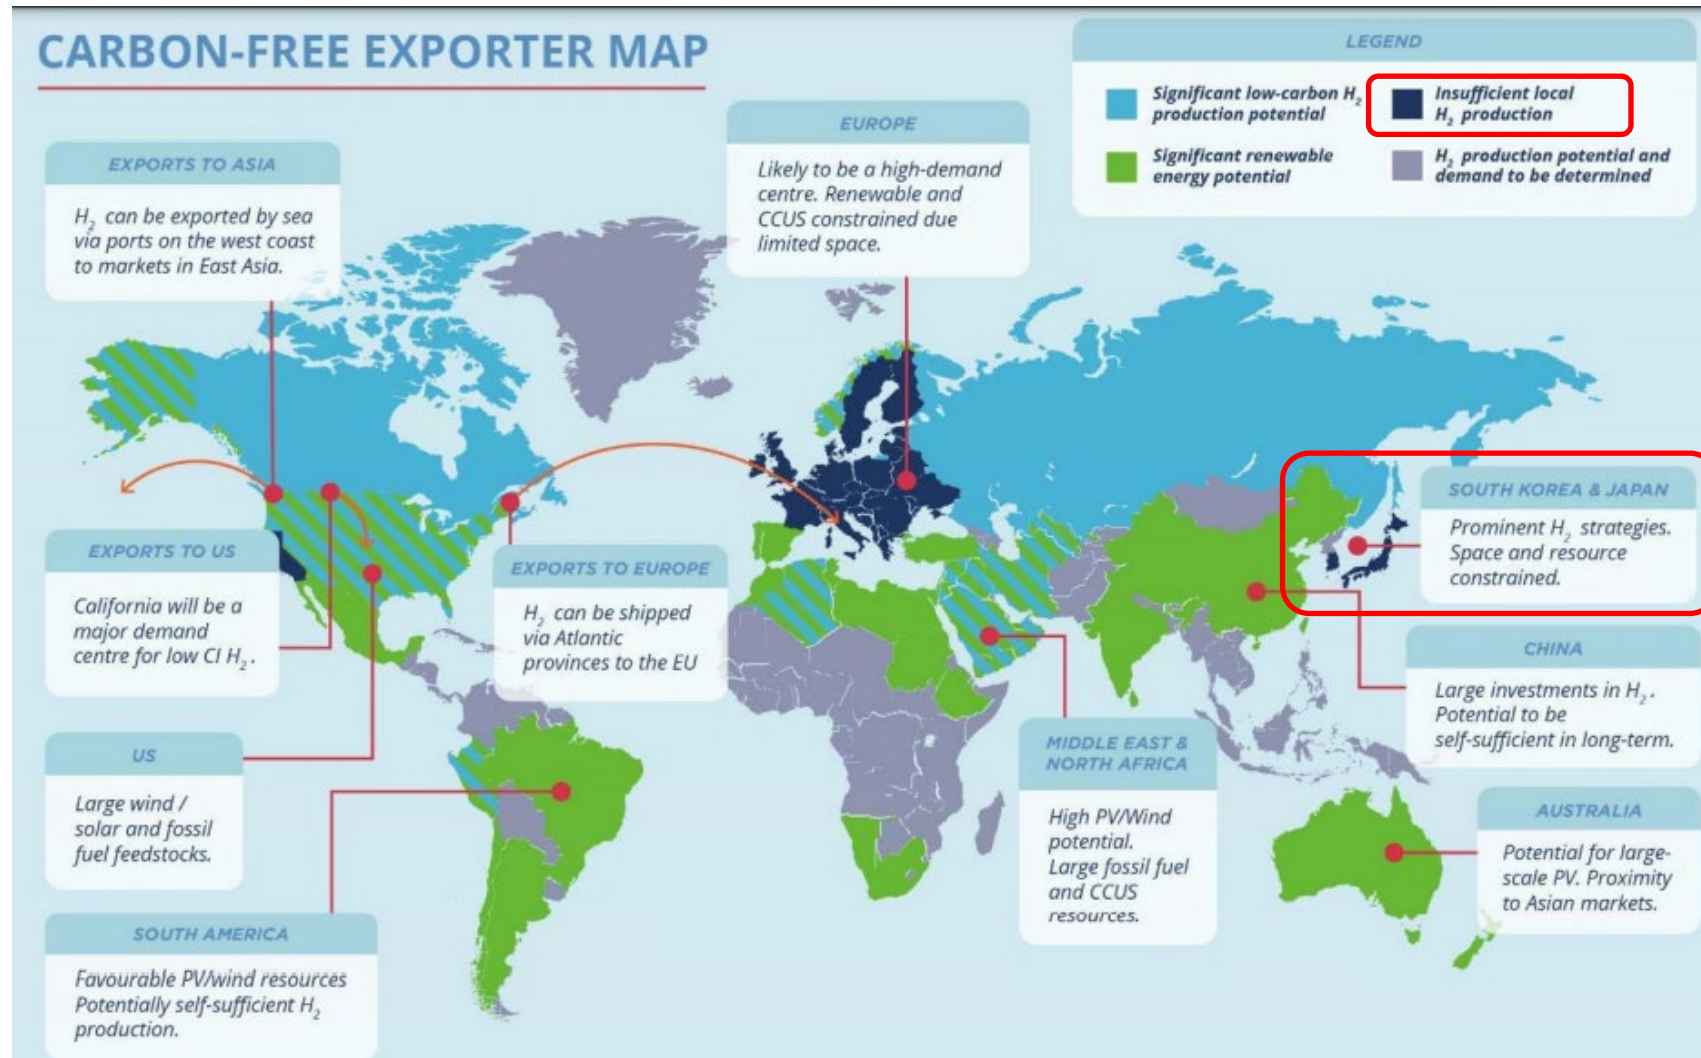 CARBON-FREE EXPORTER MAP
LEGEND
Significant low-carbon H₂
production potential
Insufficient local
H₂ production
Significant renewable
energy potential
H₂ production potential and
demand to be determined
EXPORTS TO ASIA
H₂ can be exported by sea
via ports on the west coast
to markets in East Asia.
EUROPE
Likely to be a high-demand
centre. Renewable and
CCUS constrained due
limited space.
SOUTH KOREA & JAPAN
Prominent H₂ strategies.
Space and resource
constrained.
EXPORTS TO US
California will be a
major demand
centre for low CI H₂.
EXPORTS TO EUROPE
H₂ can be shipped
via Atlantic
provinces to the EU
CHINA
Large investments in H₂.
Potential to be
self-sufficient in long-term.
US
Large wind /
solar and fossil
fuel feedstocks.
MIDDLE EAST &
NORTH AFRICA
High PV/Wind
potential.
Large fossil fuel
and CCUS
resources.
AUSTRALIA
Potential for large-
scale PV. Proximity
to Asian markets.
SOUTH AMERICA
Favourable PV/wind resources
Potentially self-sufficient H₂
production.